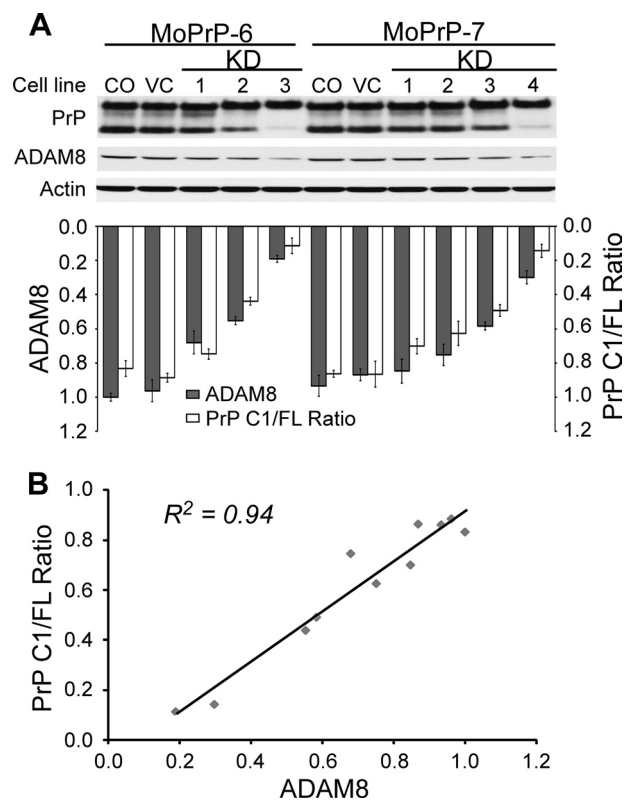 A
MoPrP-6 MoPrP-7
KD KD
Cell line CO VC 1 2 3 CO VC 1 2 3 4
PrP
ADAM8
Actin
0.0 0.0
0.2 0.2
0.4 0.4
0.6 0.6
0.8 0.8
1.0 1.0
1.2 1.2
ADAM8
PrP C1/FL Ratio
ADAM8
PrP C1/FL Ratio
B
R² = 0.94
1.0
0.8
0.6
0.4
0.2
0.0
PrP C1/FL Ratio
0.0 0.2 0.4 0.6 0.8 1.0 1.2
ADAM8